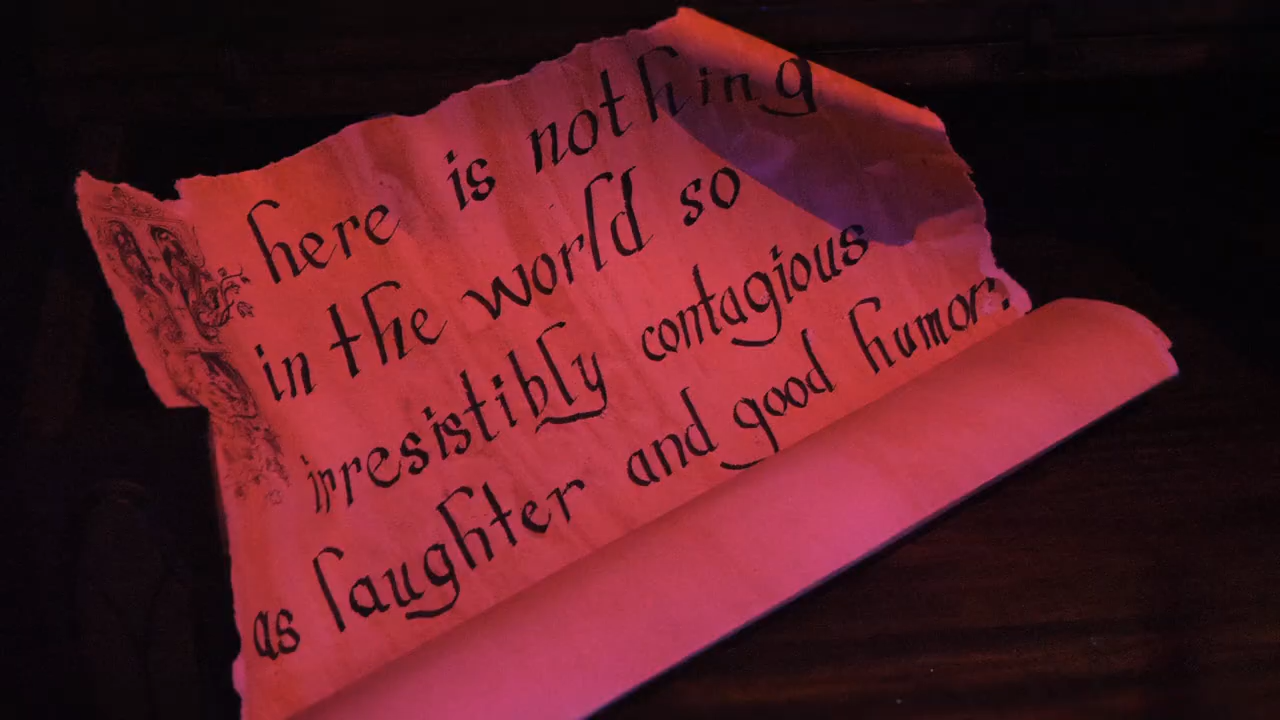 here is nothing
in the world so
irresistibly contagious
as laughter and good humor.